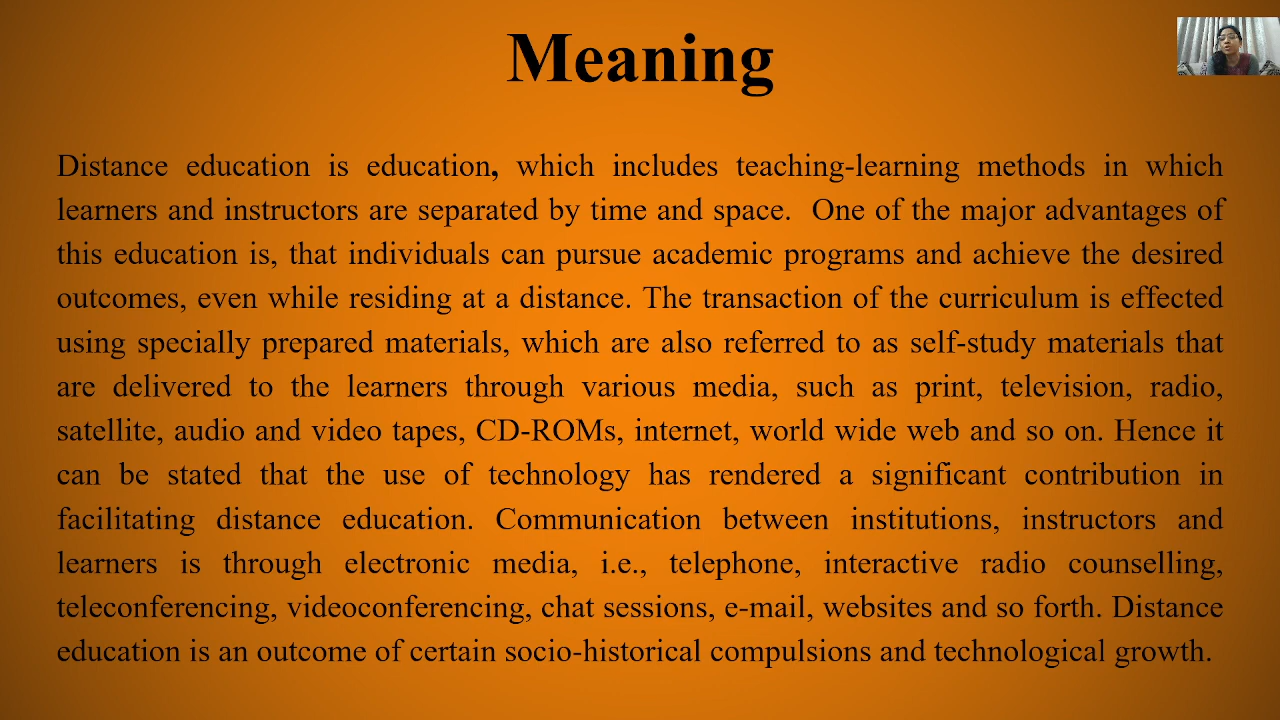 Meaning
Distance education is education, which includes teaching-learning methods in which
learners and instructors are separated by time and space.  One of the major advantages of
this education is, that individuals can pursue academic programs and achieve the desired
outcomes, even while residing at a distance. The transaction of the curriculum is effected
using specially prepared materials, which are also referred to as self-study materials that
are delivered to the learners through various media, such as print, television, radio,
satellite, audio and video tapes, CD-ROMs, internet, world wide web and so on. Hence it
can be stated that the use of technology has rendered a significant contribution in
facilitating distance education. Communication between institutions, instructors and
learners is through electronic media, i.e., telephone, interactive radio counselling,
teleconferencing, videoconferencing, chat sessions, e-mail, websites and so forth. Distance
education is an outcome of certain socio-historical compulsions and technological growth.